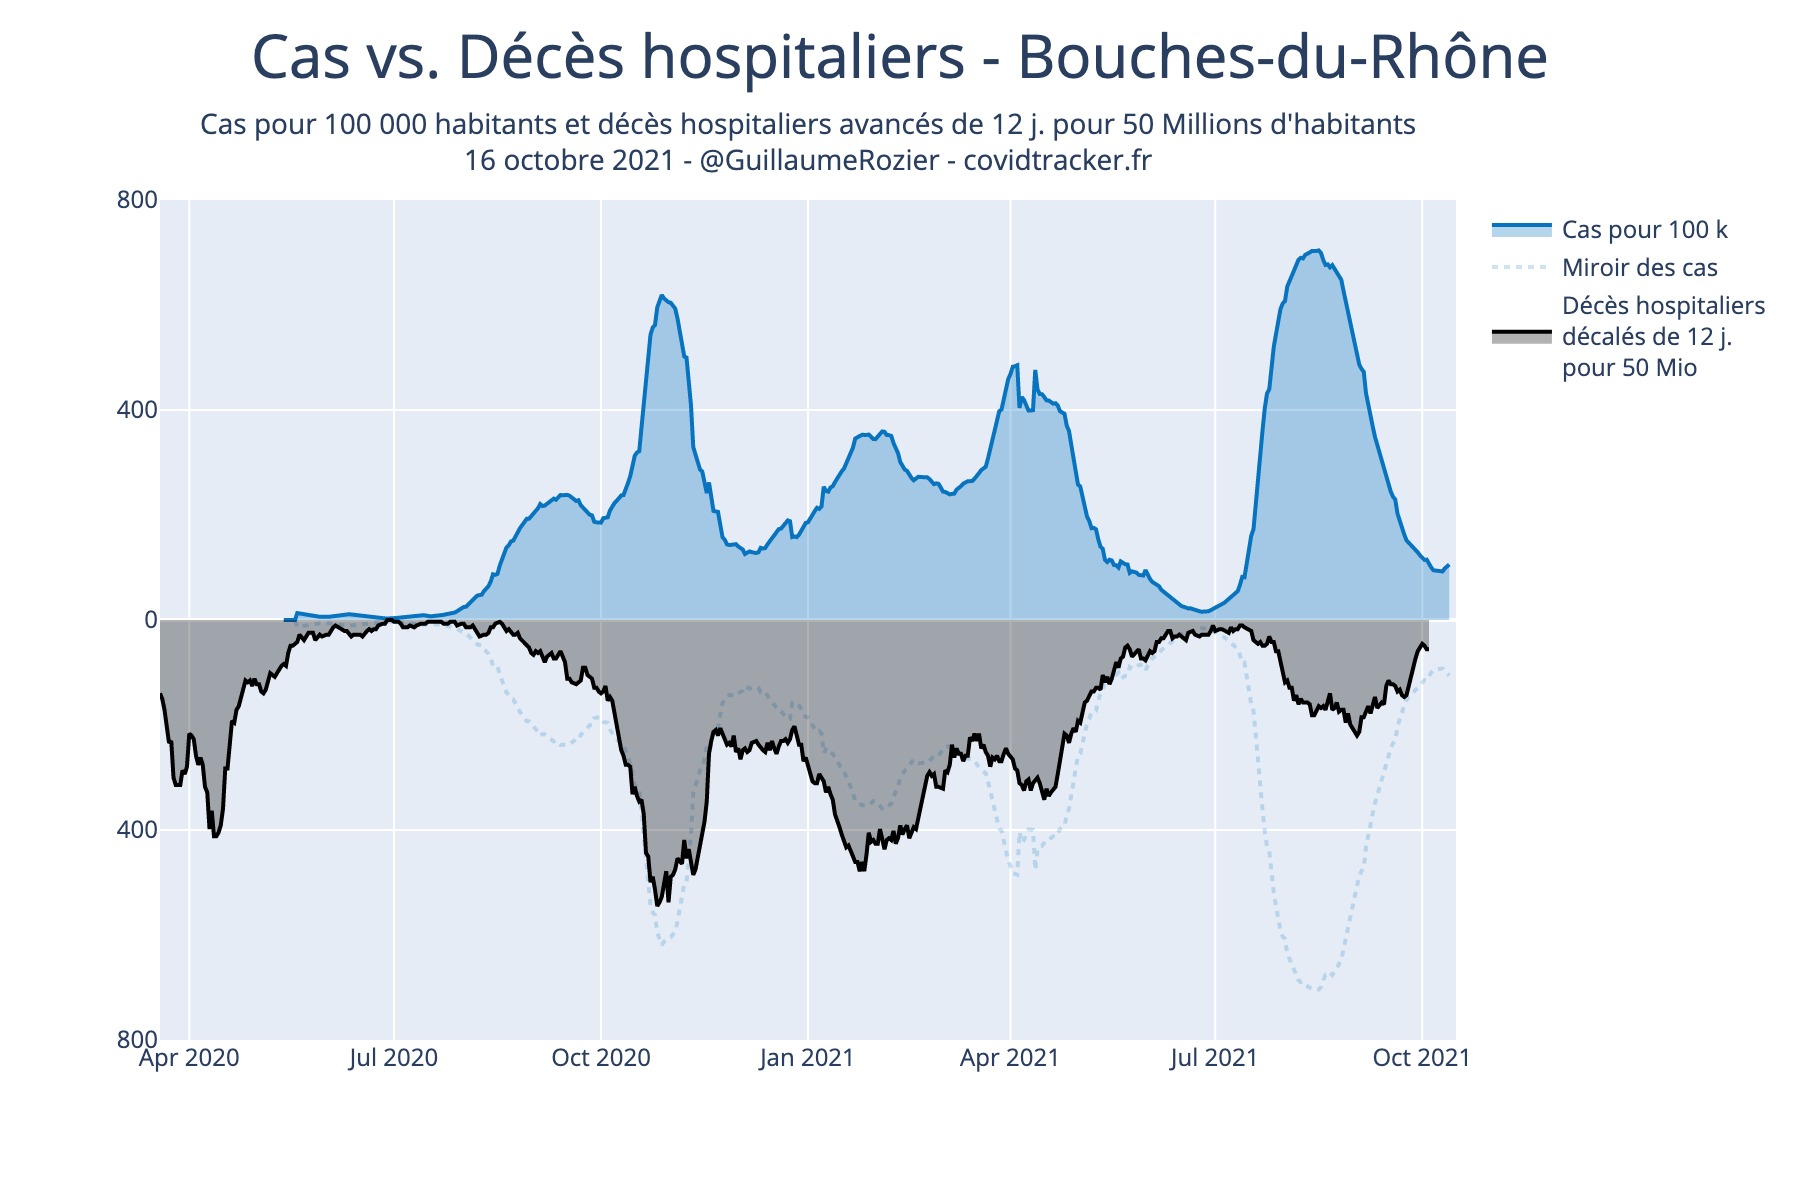 Cas vs. Décès hospitaliers - Bouches-du-Rhône
Cas pour 100 000 habitants et décès hospitaliers avancés de 12 j. pour 50 Millions d'habitants
16 octobre 2021 - @GuillaumeRozier - covidtracker.fr
800
400
0
400
800
Apr 2020
Jul 2020
Oct 2020
Jan 2021
Apr 2021
Jul 2021
Oct 2021
Cas pour 100 k
Miroir des cas
Décès hospitaliers
décalés de 12 j.
pour 50 Mio